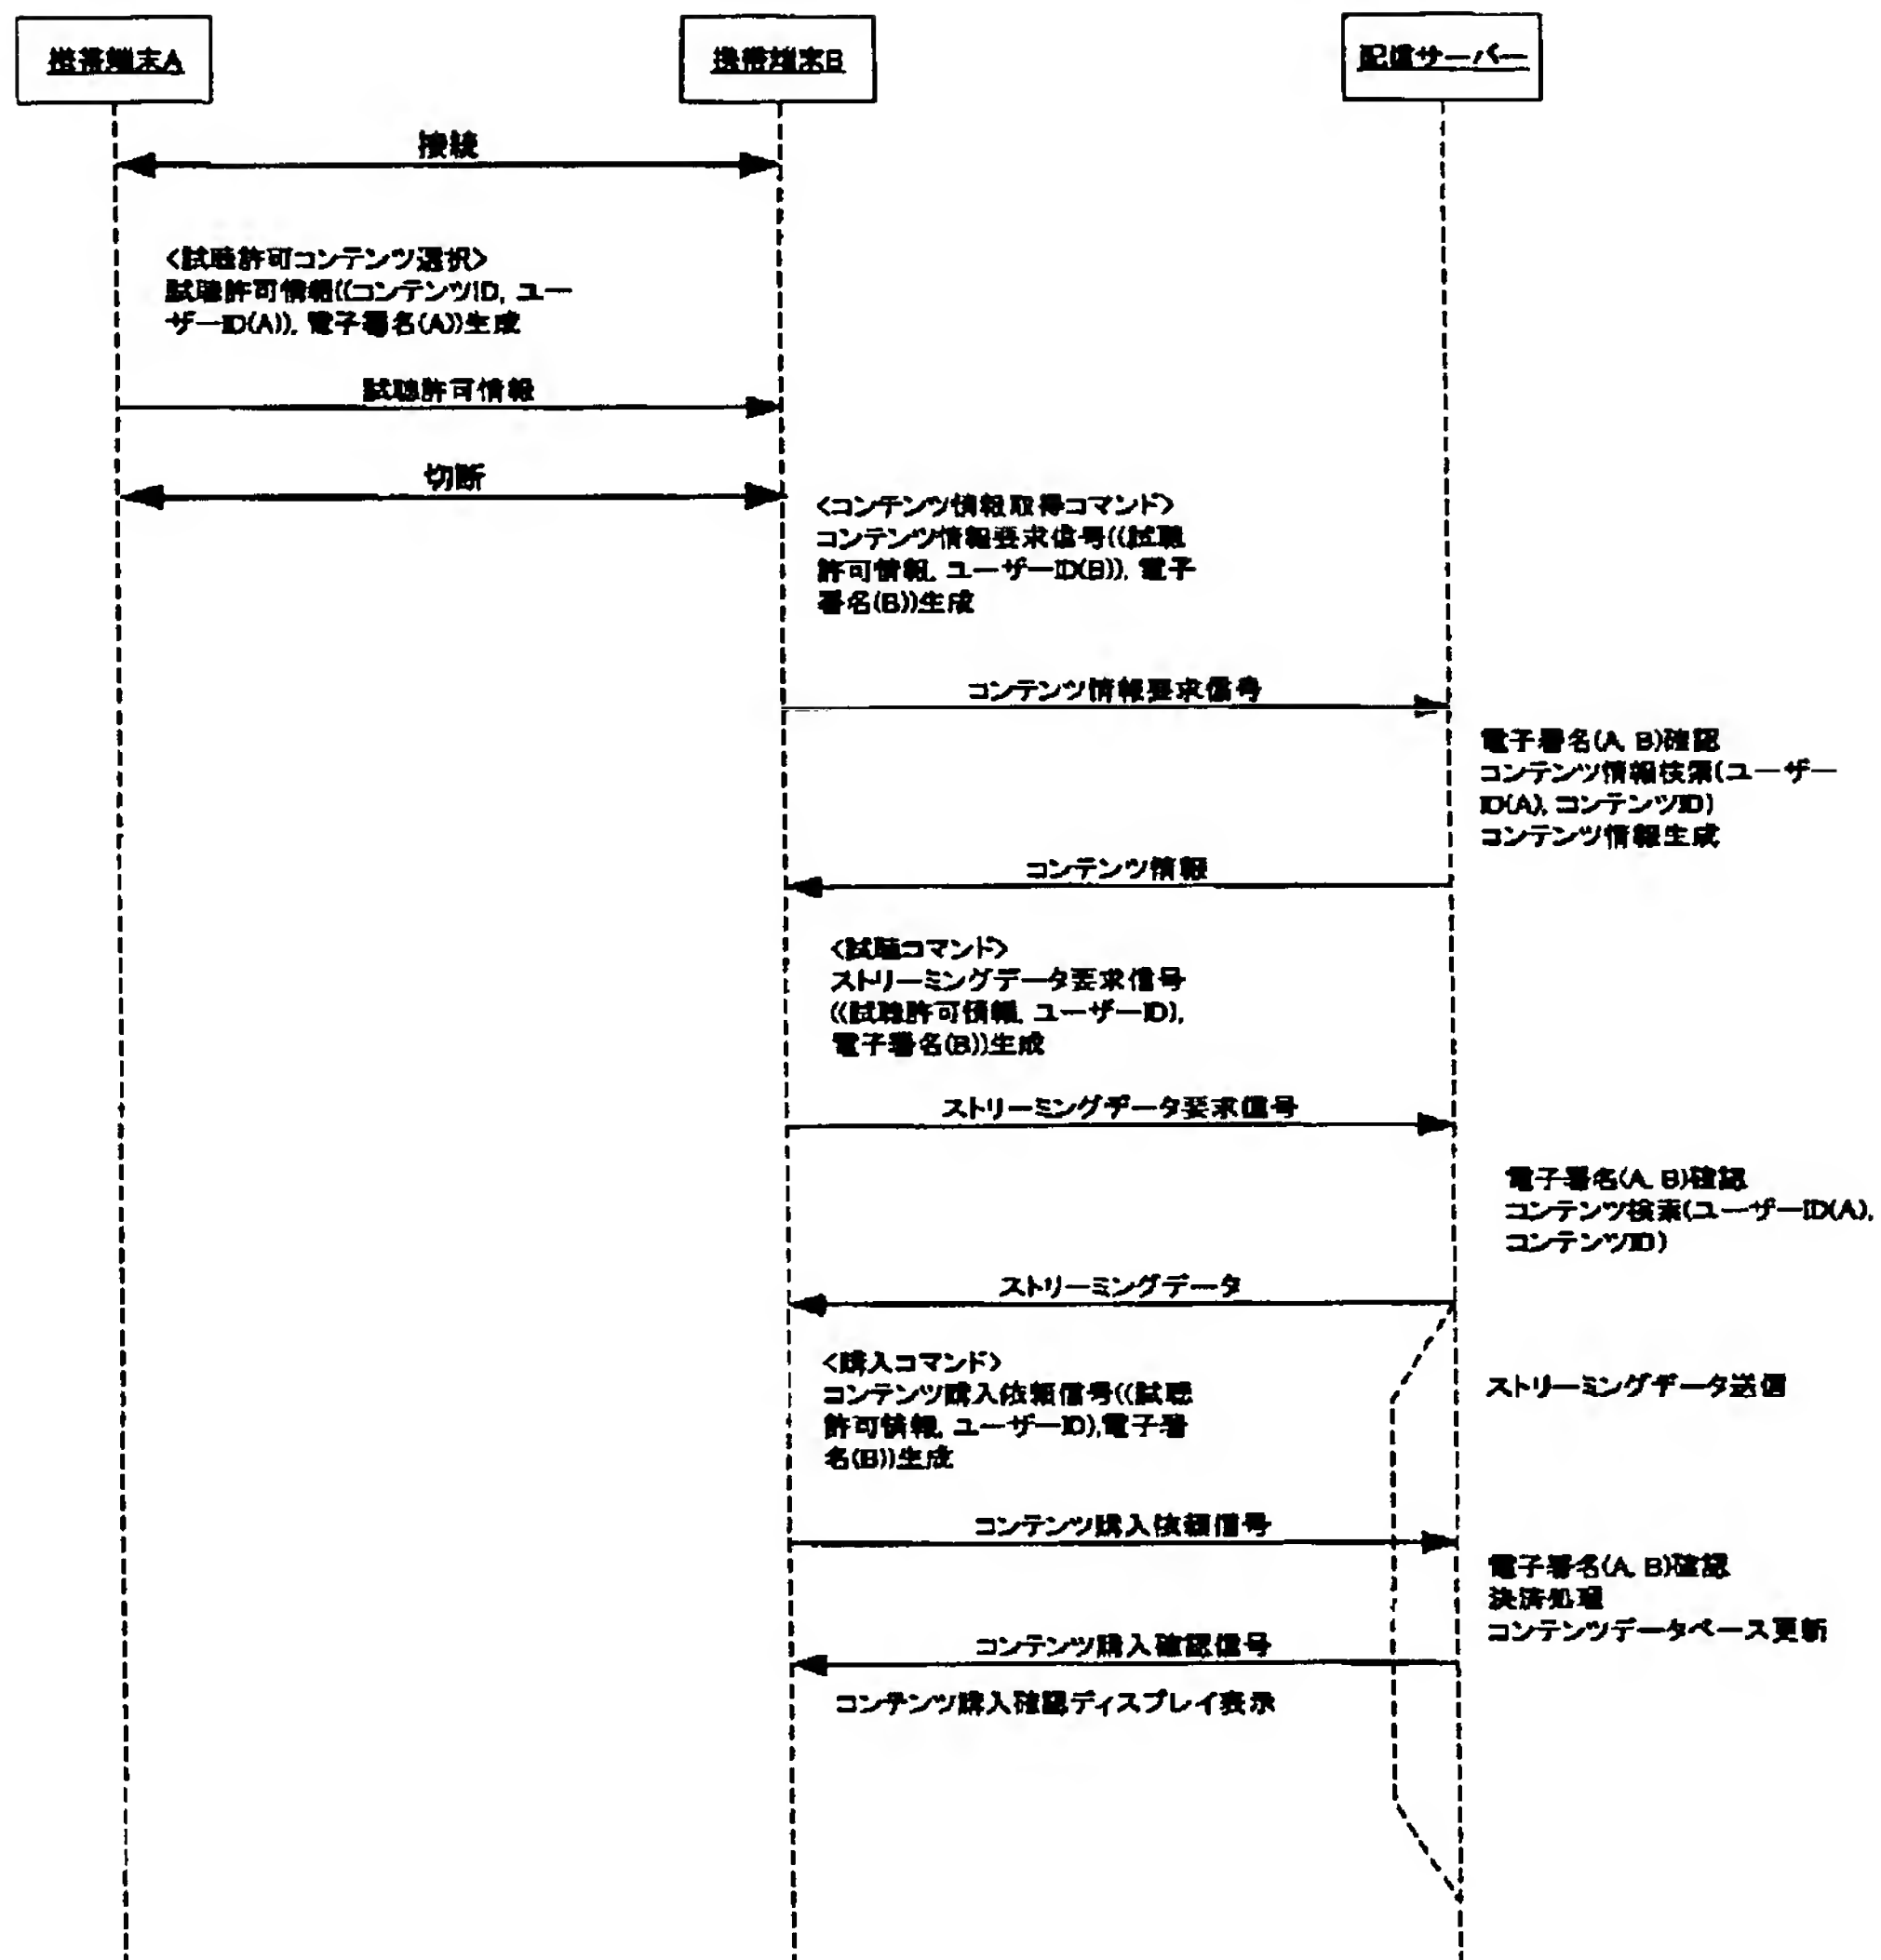 携帯端末A
携帯端末B
配信サーバー
接続
<試聴許可コンテンツ選択>
試聴許可情報((コンテンツID, ユー
ザーID(A)), 電子署名(A))生成
試聴許可情報
切断
<コンテンツ情報取得コマンド>
コンテンツ情報要求信号((試聴
許可情報, ユーザーID(B)), 電子
署名(B))生成
コンテンツ情報要求信号
電子署名(A, B)確認
コンテンツ情報検索(ユーザー
ID(A), コンテンツID)
コンテンツ情報生成
コンテンツ情報
<試聴コマンド>
ストリーミングデータ要求信号
((試聴許可情報, ユーザーID),
電子署名(B))生成
ストリーミングデータ要求信号
電子署名(A, B)確認
コンテンツ検索(ユーザーID(A),
コンテンツID)
ストリーミングデータ
<購入コマンド>
コンテンツ購入依頼信号((試聴
許可情報, ユーザーID),電子署
名(B))生成
ストリーミングデータ送信
コンテンツ購入依頼信号
電子署名(A, B)確認
決済処理
コンテンツデータベース更新
コンテンツ購入確認信号
コンテンツ購入確認ディスプレイ表示